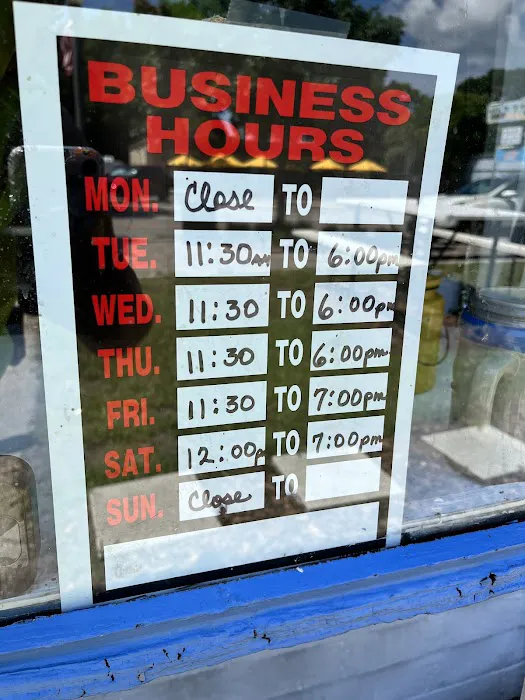 BUSINESS
HOURS
MON. Close TO
TUE. 11:30am TO 6:00pm
WED. 11:30 TO 6:00pm
THU. 11:30 TO 6:00pm
FRI. 11:30 TO 7:00pm
SAT. 12:00p TO 7:00pm
SUN. Close TO